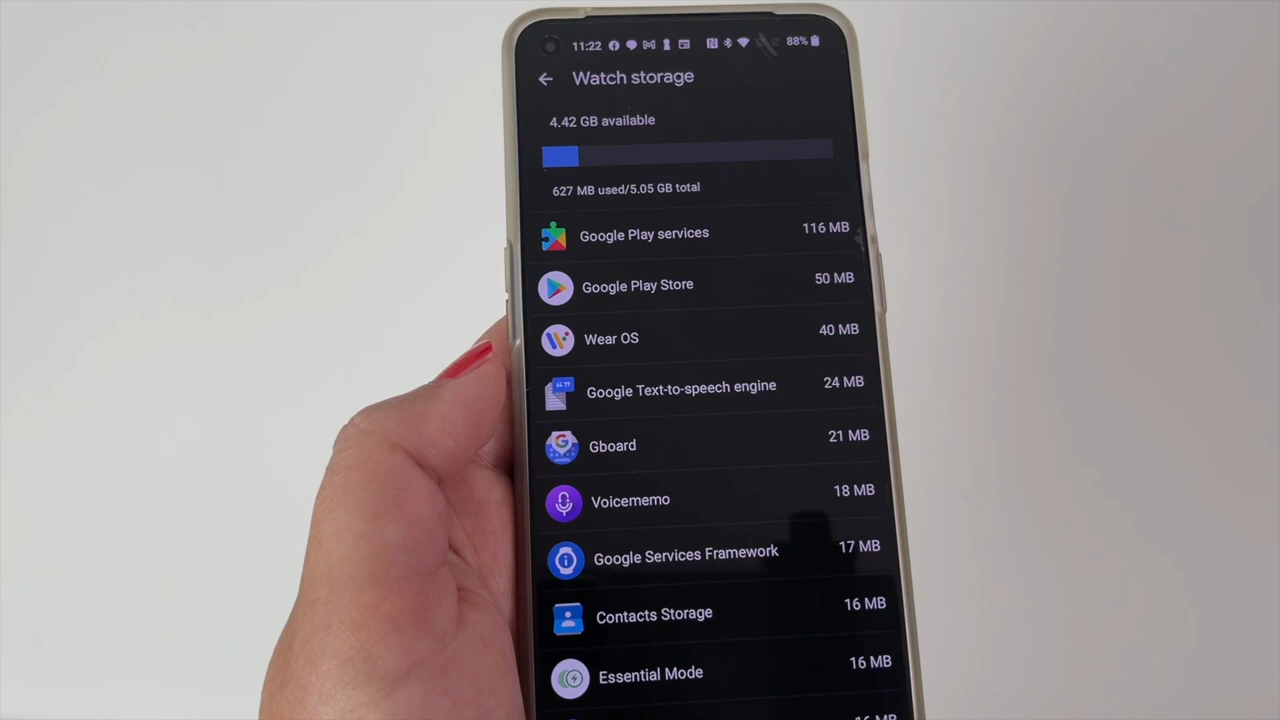 11:22 88%
Watch storage
4.42 GB available
627 MB used/5.05 GB total
Google Play services 116 MB
Google Play Store 50 MB
Wear OS 40 MB
Google Text-to-speech engine 24 MB
Gboard 21 MB
Voicememo 18 MB
Google Services Framework 17 MB
Contacts Storage 16 MB
Essential Mode 16 MB
16 MB